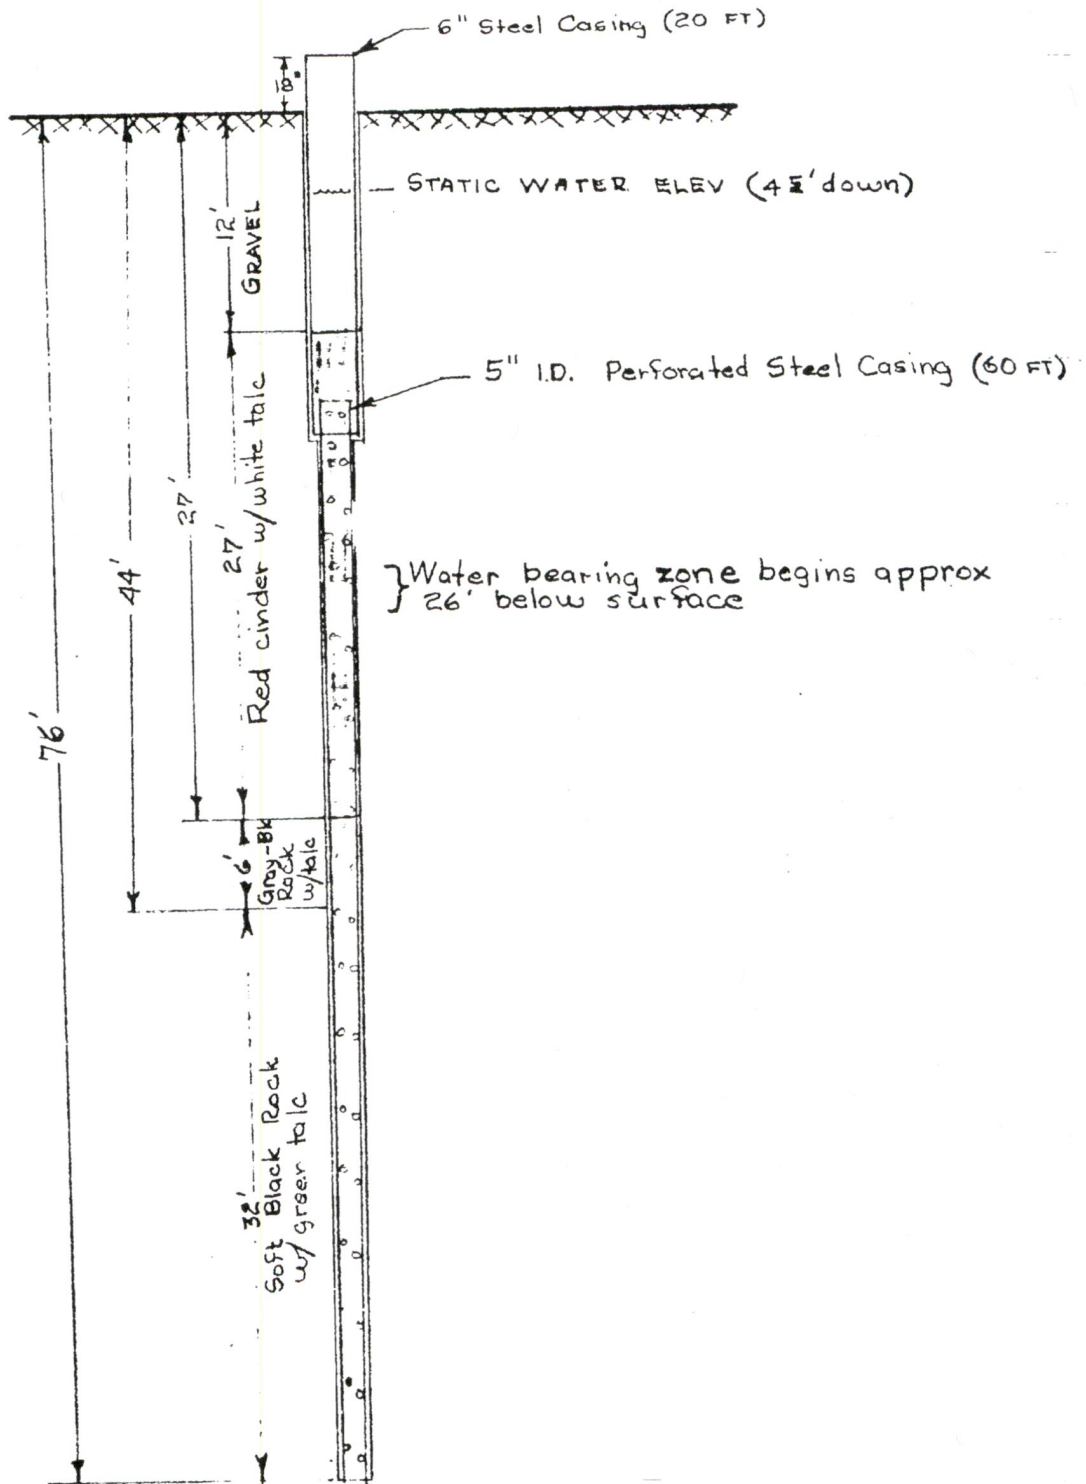 6" Steel Casing (20 FT)
18"
STATIC WATER ELEV (4 ' down)
12'
GRAVEL
5" I.D. Perforated Steel Casing (60 FT)
27'
27'
Red cinder w/white talc
44'
76'
}Water bearing zone begins approx
26' below surface
6'
Gray-Bk
Rock
w/talc
32'
Soft Black Rock
w/ green talc